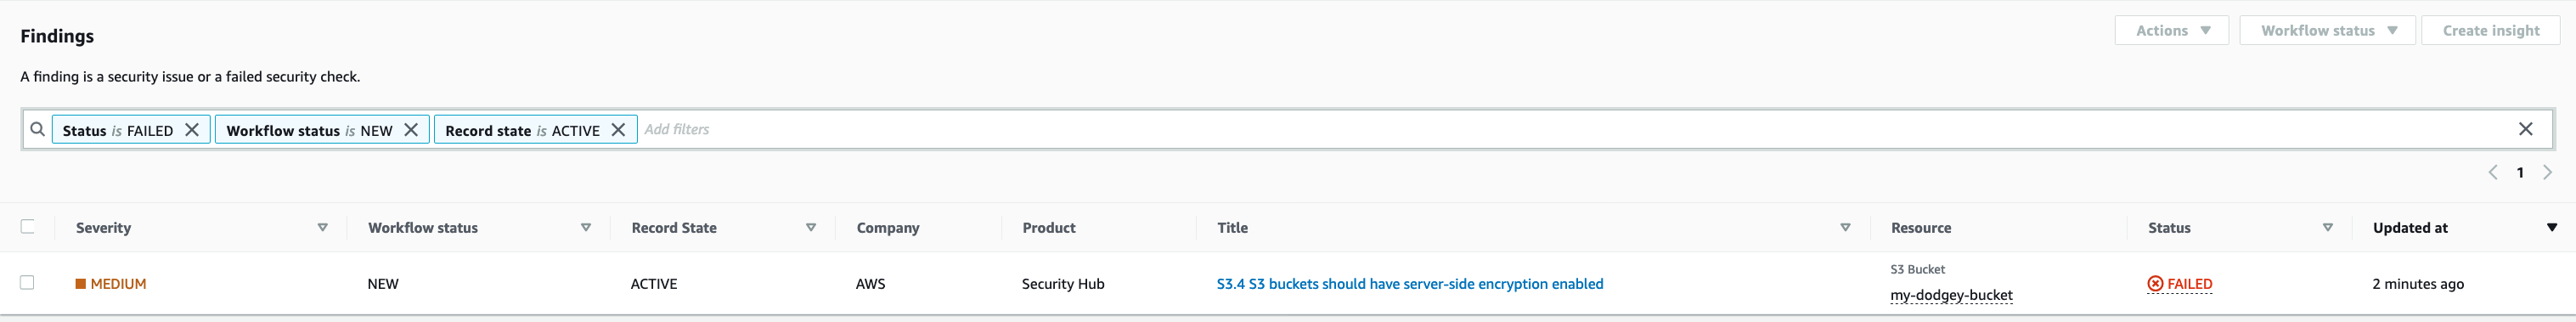 Findings
Actions Workflow status Create insight
A finding is a security issue or a failed security check.
Status is FAILED Workflow status is NEW Record state is ACTIVE Add filters
1
Severity Workflow status Record State Company Product Title Resource Status Updated at
MEDIUM NEW ACTIVE AWS Security Hub S3.4 S3 buckets should have server-side encryption enabled S3 Bucket FAILED 2 minutes ago
my-dodgey-bucket